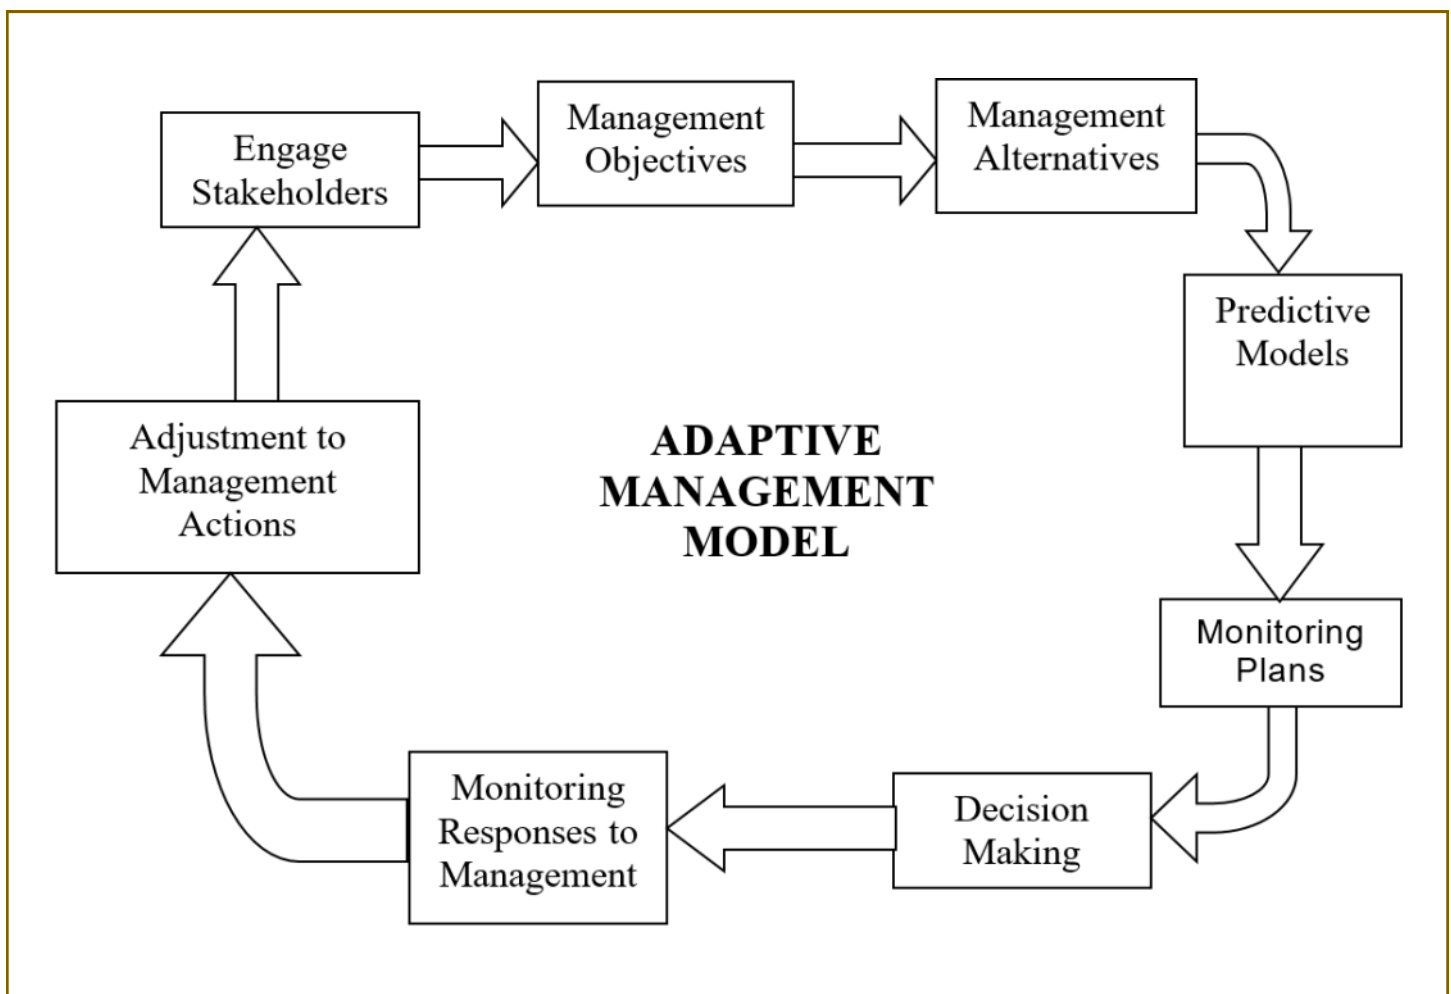 Engage
Stakeholders
Management
Objectives
Management
Alternatives
Predictive
Models
Monitoring
Plans
Decision
Making
Monitoring
Responses to
Management
Adjustment to
Management
Actions
ADAPTIVE
MANAGEMENT
MODEL